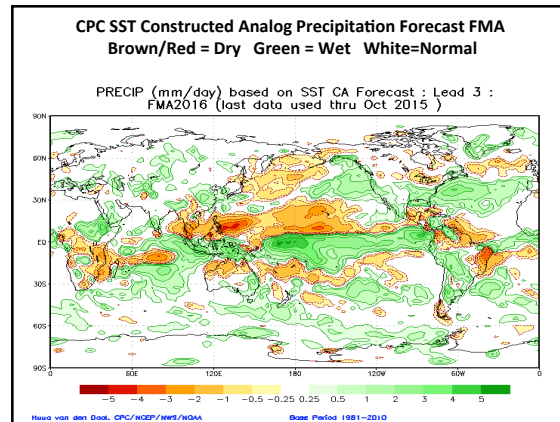 CPC SST Constructed Analog Precipitation Forecast FMA
Brown/Red = Dry Green = Wet White=Normal
PRECIP (mm/day) based on SST CA Forecast : Lead 3 :
FMA2016 (last data used thru Oct 2015 )
90N
60N
30N
EQ
30S
60S
90S
0E 60E 120E 180 120W 60W 0E
-5 -4 -3 -2 -1 -0.5 -0.25 0.25 0.5 1 2 3 4 5
Huug van den Dool, CPC/NCEP/NWS/NOAA Base Period 1981-2010